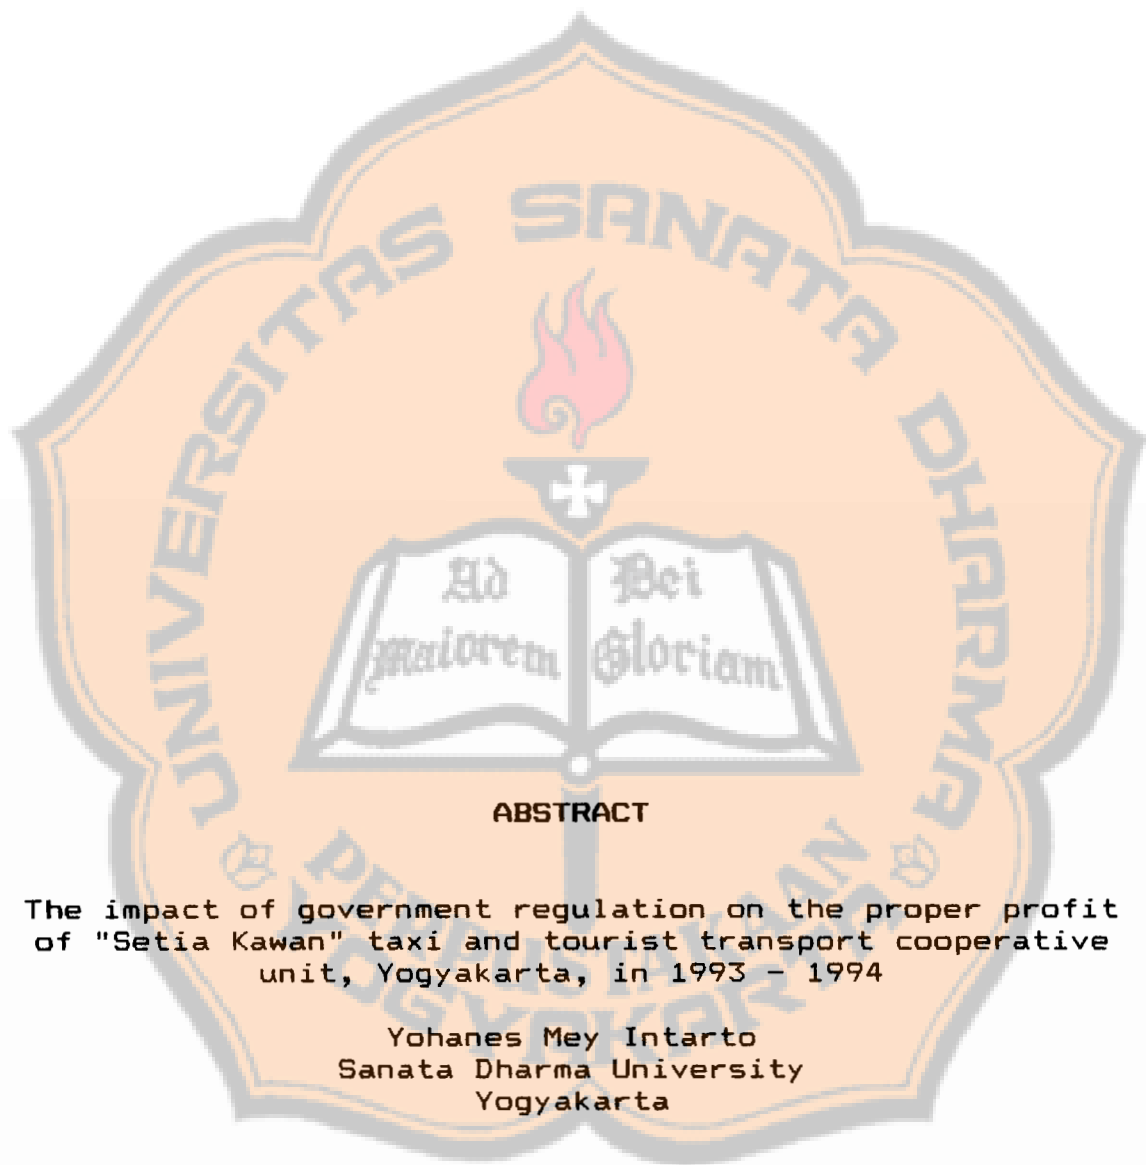 UNIVERSITAS SANATA DHARMA
Ad Dei
Maiorem Gloriam
ABSTRACT
PERPUSTAKAAN
YOGYAKARTA
The impact of government regulation on the proper profit
of "Setia Kawan" taxi and tourist transport cooperative
unit, Yogyakarta, in 1993 - 1994
Yohanes Mey Intarto
Sanata Dharma University
Yogyakarta